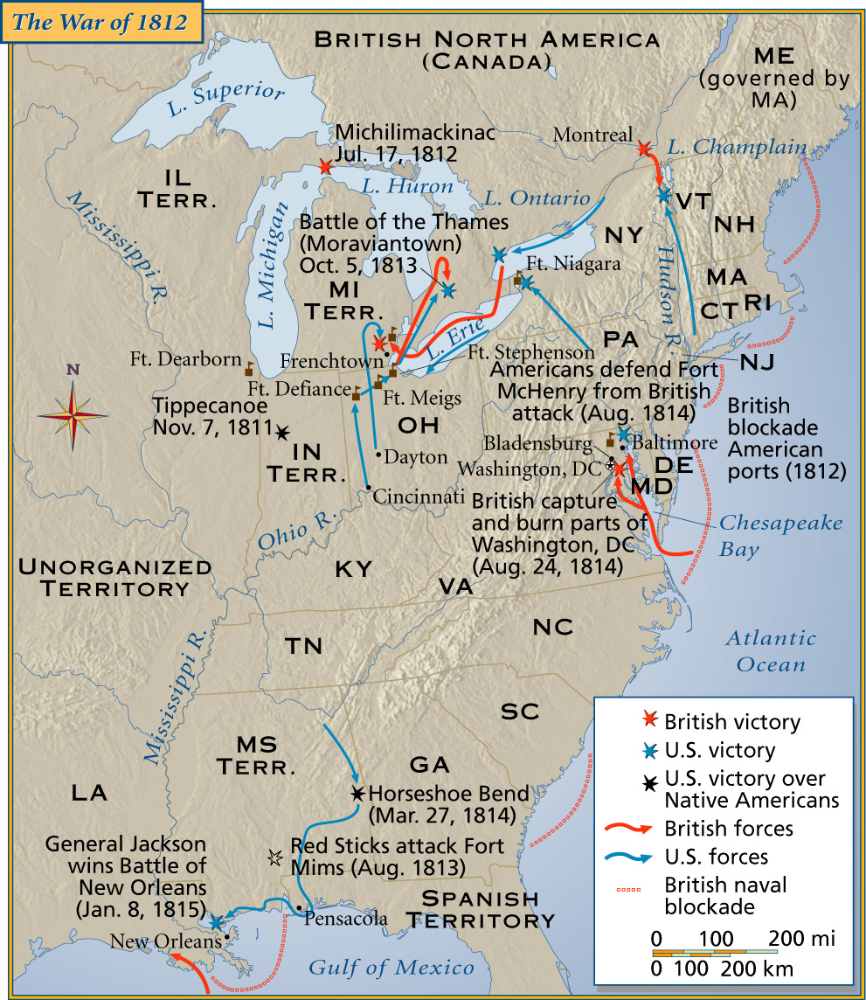 The War of 1812
BRITISH NORTH AMERICA
(CANADA)
ME
(governed by
MA)
L. Superior
Michilimackinac
Jul. 17, 1812
Montreal
L. Champlain
IL
TERR.
L. Huron
L. Ontario
VT
NH
Mississippi R.
L. Michigan
Battle of the Thames
(Moraviantown)
Oct. 5, 1813
NY
Ft. Niagara
Hudson R.
MA
CT
RI
MI
TERR.
L. Erie
PA
NJ
Ft. Dearborn
Frenchtown
Ft. Stephenson
Ft. Defiance
Ft. Meigs
Americans defend Fort
McHenry from British
attack (Aug. 1814)
N
Tippecanoe
Nov. 7, 1811
OH
British
blockade
American
ports (1812)
IN
TERR.
Dayton
Cincinnati
Bladensburg
Baltimore
Washington, DC
DE
MD
British capture
and burn parts of
Washington, DC
(Aug. 24, 1814)
Ohio R.
Chesapeake
Bay
UNORGANIZED
TERRITORY
KY
VA
NC
TN
Atlantic
Ocean
Mississippi R.
SC
MS
TERR.
GA
LA
Horseshoe Bend
(Mar. 27, 1814)
General Jackson
wins Battle of
New Orleans
(Jan. 8, 1815)
Red Sticks attack Fort
Mims (Aug. 1813)
SPANISH
TERRITORY
Pensacola
New Orleans
Gulf of Mexico
British victory
U.S. victory
U.S. victory over
Native Americans
British forces
U.S. forces
British naval
blockade
0 100 200 mi
0 100 200 km